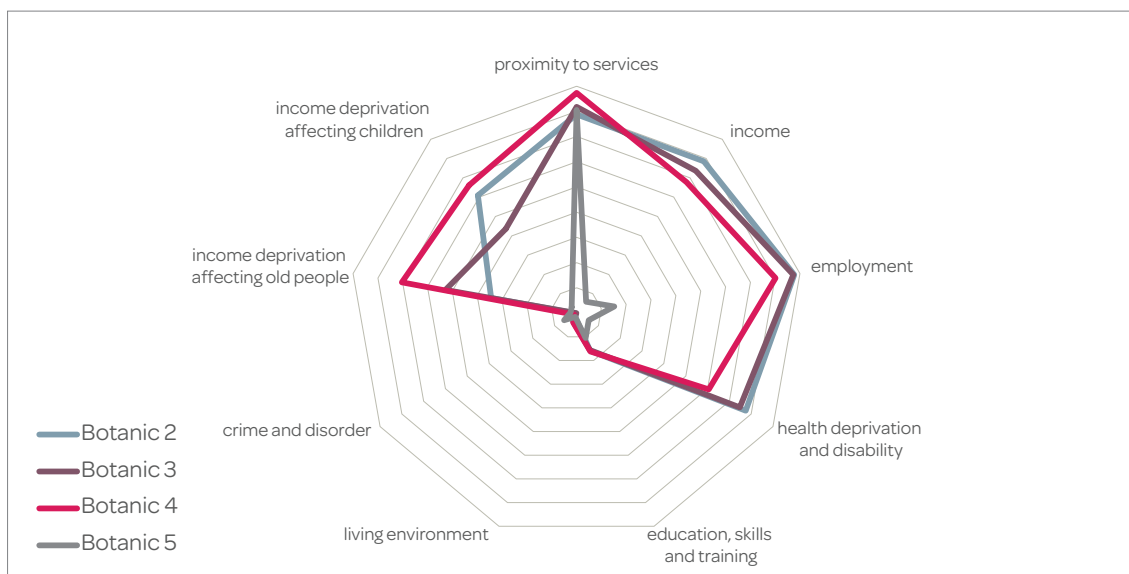 proximity to services
income deprivation
affecting children
income
income deprivation
affecting old people
employment
crime and disorder
health deprivation
and disability
living environment
education, skills
and training
Botanic 2
Botanic 3
Botanic 4
Botanic 5